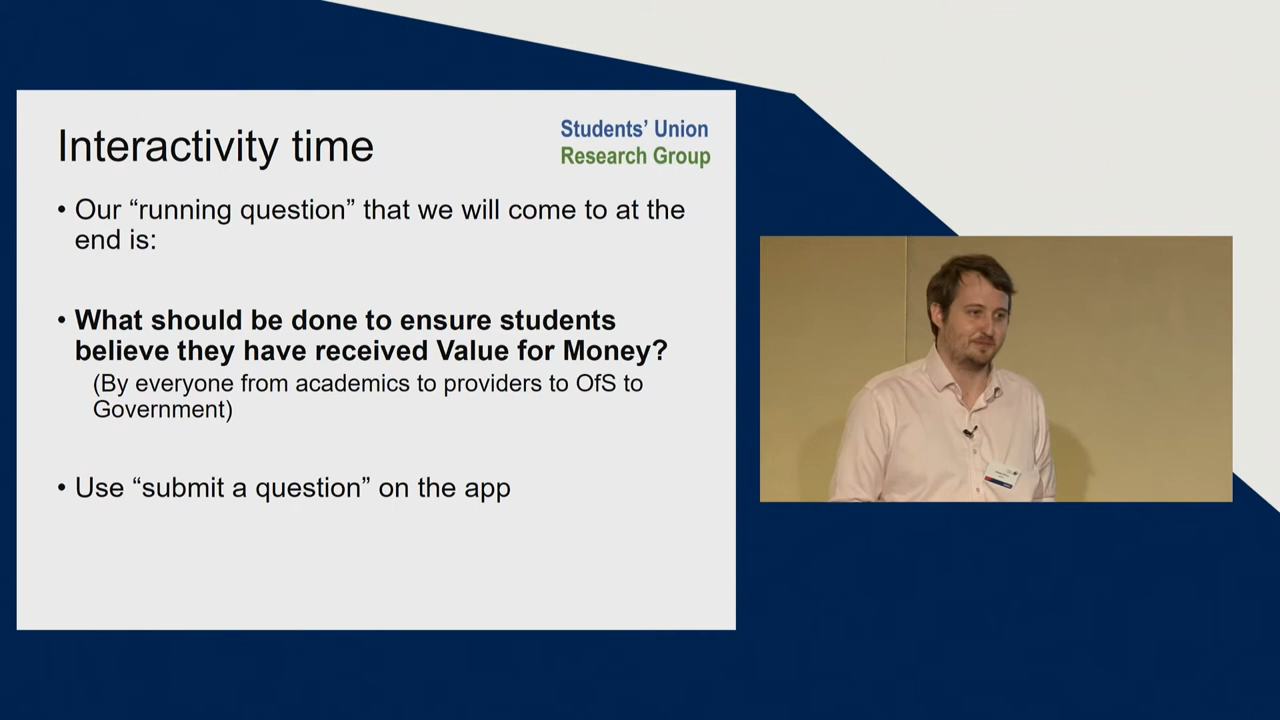 Interactivity time
Students’ Union
Research Group
• Our “running question” that we will come to at the
end is:
• What should be done to ensure students
believe they have received Value for Money?
(By everyone from academics to providers to OfS to
Government)
• Use “submit a question” on the app